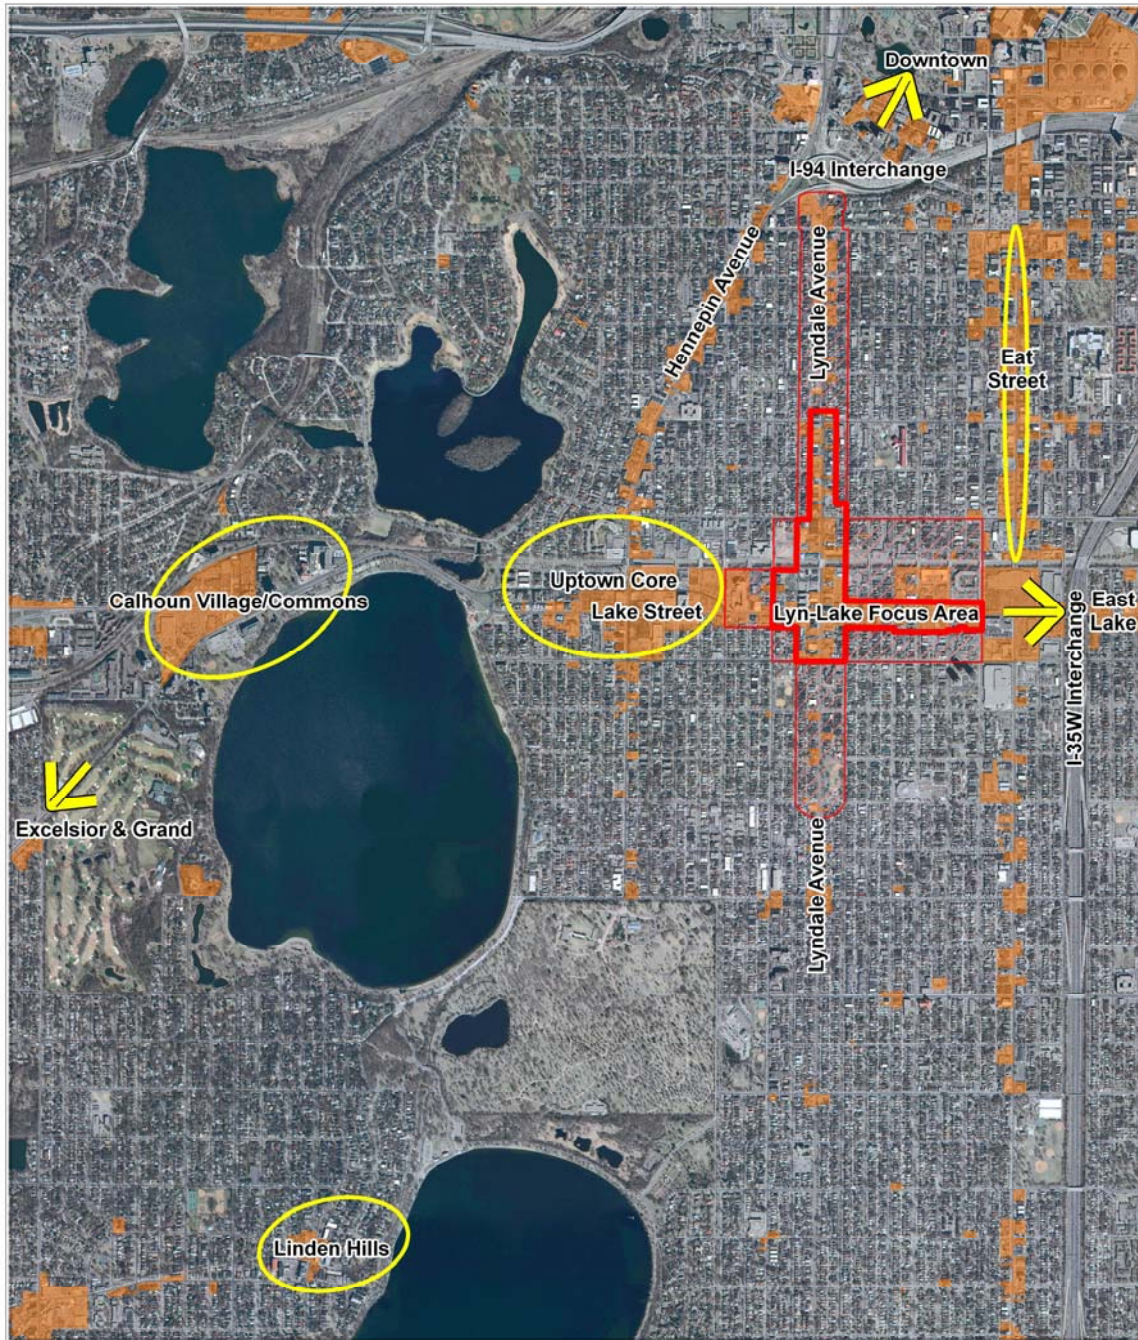 Downtown
I-94 Interchange
Hennepin Avenue
Lyndale Avenue
Eat
Street
Calhoun Village/Commons
Uptown Core
Lake Street
Lyn-Lake Focus Area
East
Lake
I-35W Interchange
Excelsior & Grand
Lyndale Avenue
Linden Hills